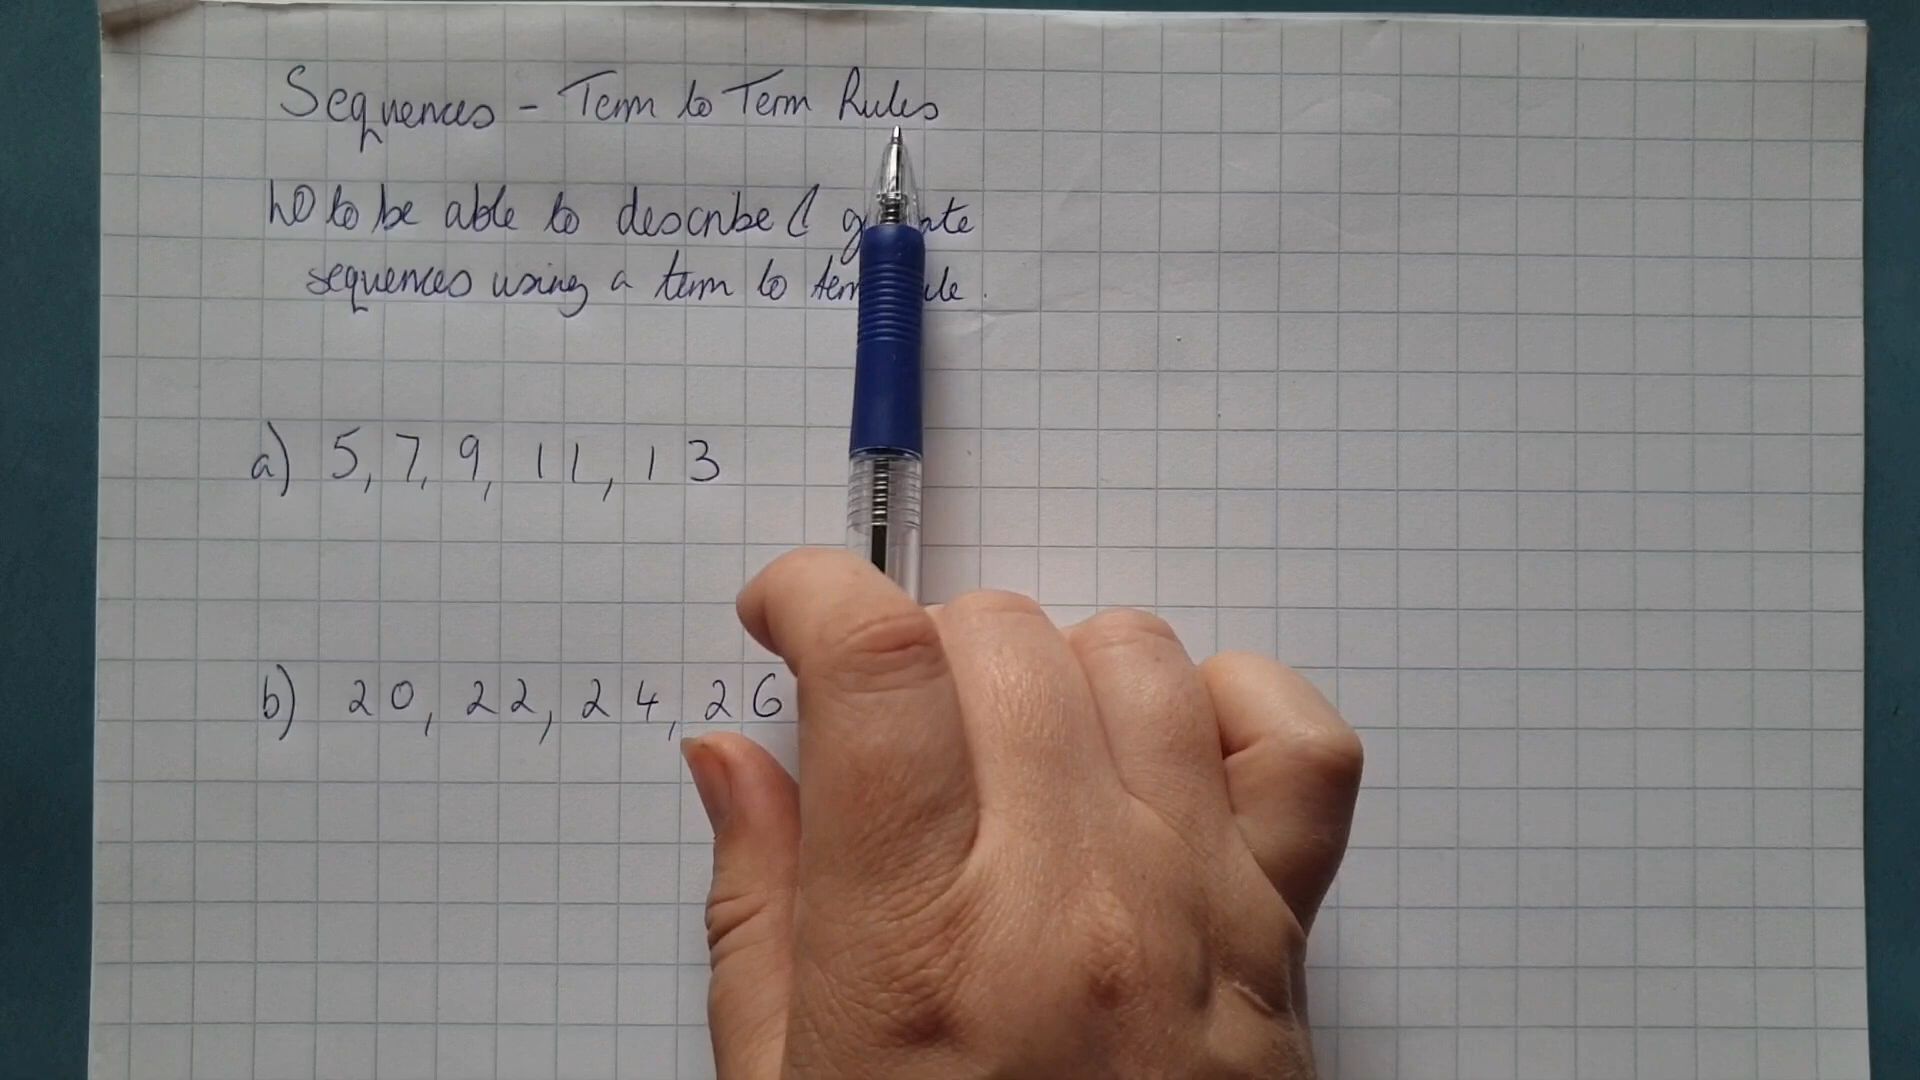 Sequences - Term to Term Rules
LO to be able to describe &
sequences using a term to
a) 5, 7, 9, 11, 13
b) 20, 22, 24, 26